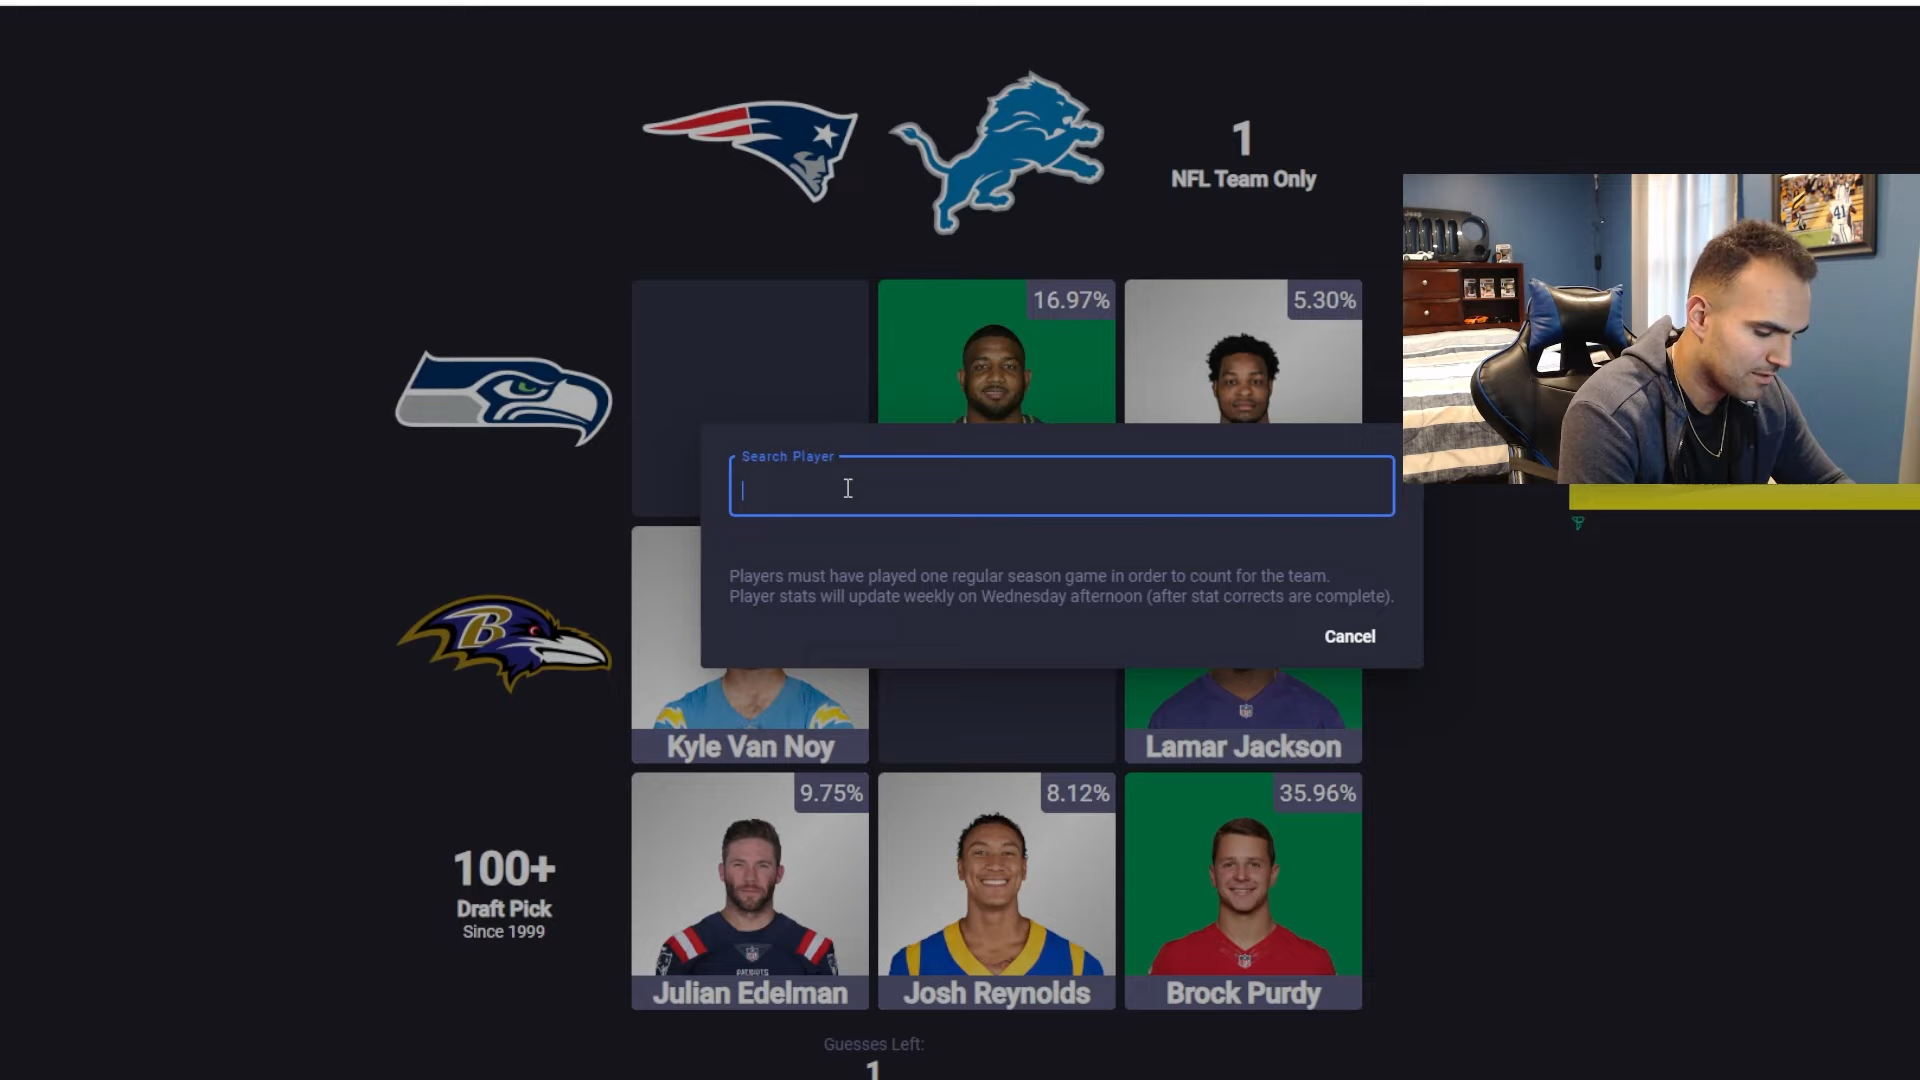 1
NFL Team Only
16.97%
5.30%
41
Jeep
Search Player
Players must have played one regular season game in order to count for the team.
Player stats will update weekly on Wednesday afternoon (after stat corrects are complete).
Cancel
B
Kyle Van Noy
Lamar Jackson
9.75%
8.12%
35.96%
100+
Draft Pick
Since 1999
PATRIOTS
Julian Edelman
Josh Reynolds
Brock Purdy
Guesses Left:
1